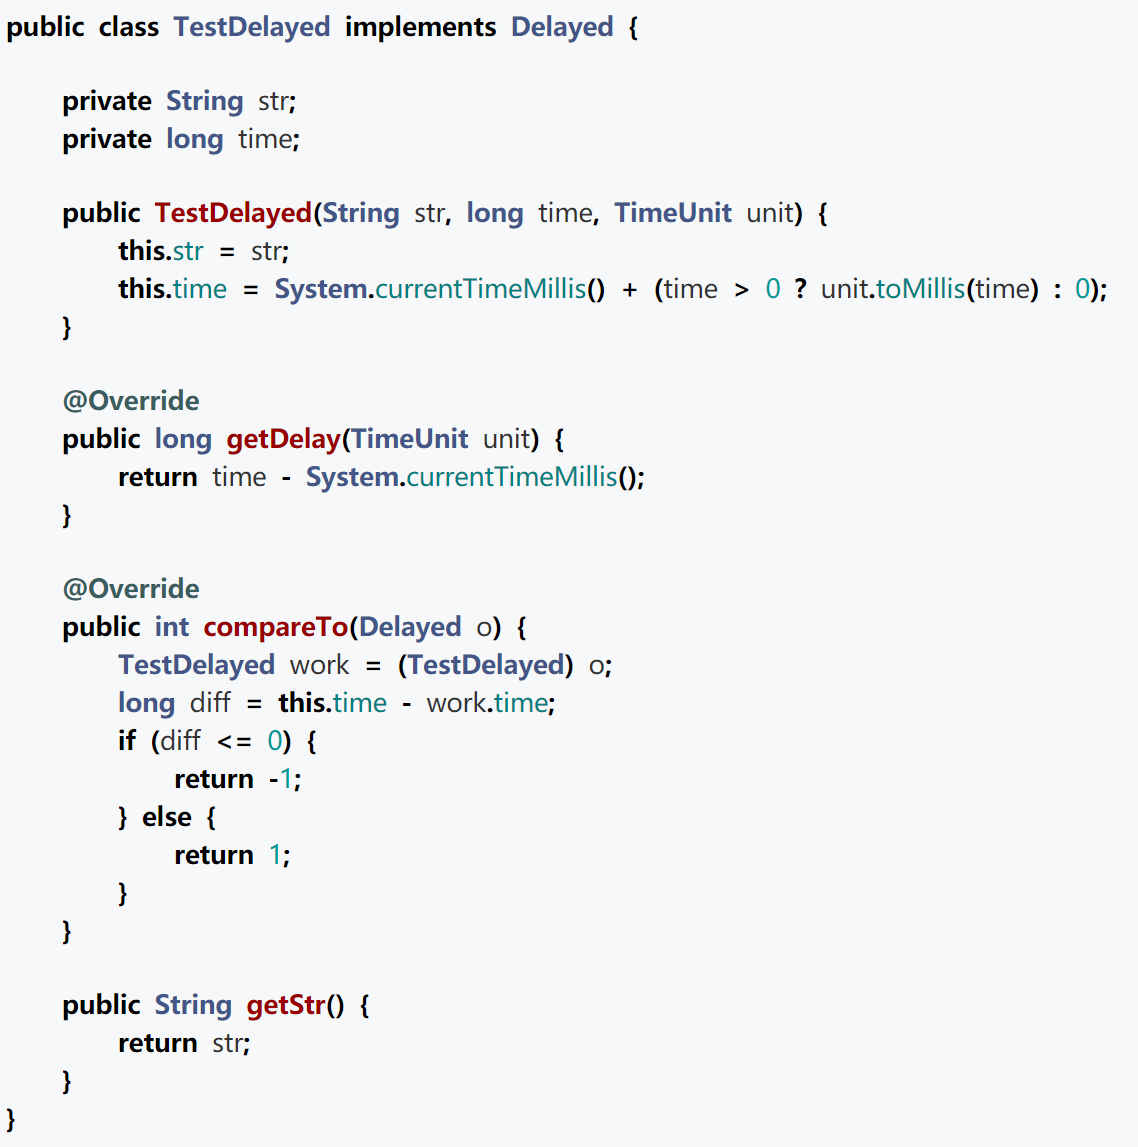 public class TestDelayed implements Delayed {
private String str;
private long time;
public TestDelayed(String str, long time, TimeUnit unit) {
this.str = str;
this.time = System.currentTimeMillis() + (time > 0 ? unit.toMillis(time) : 0);
}
@Override
public long getDelay(TimeUnit unit) {
return time - System.currentTimeMillis();
}
@Override
public int compareTo(Delayed o) {
TestDelayed work = (TestDelayed) o;
long diff = this.time - work.time;
if (diff <= 0) {
return -1;
} else {
return 1;
}
}
public String getStr() {
return str;
}
}